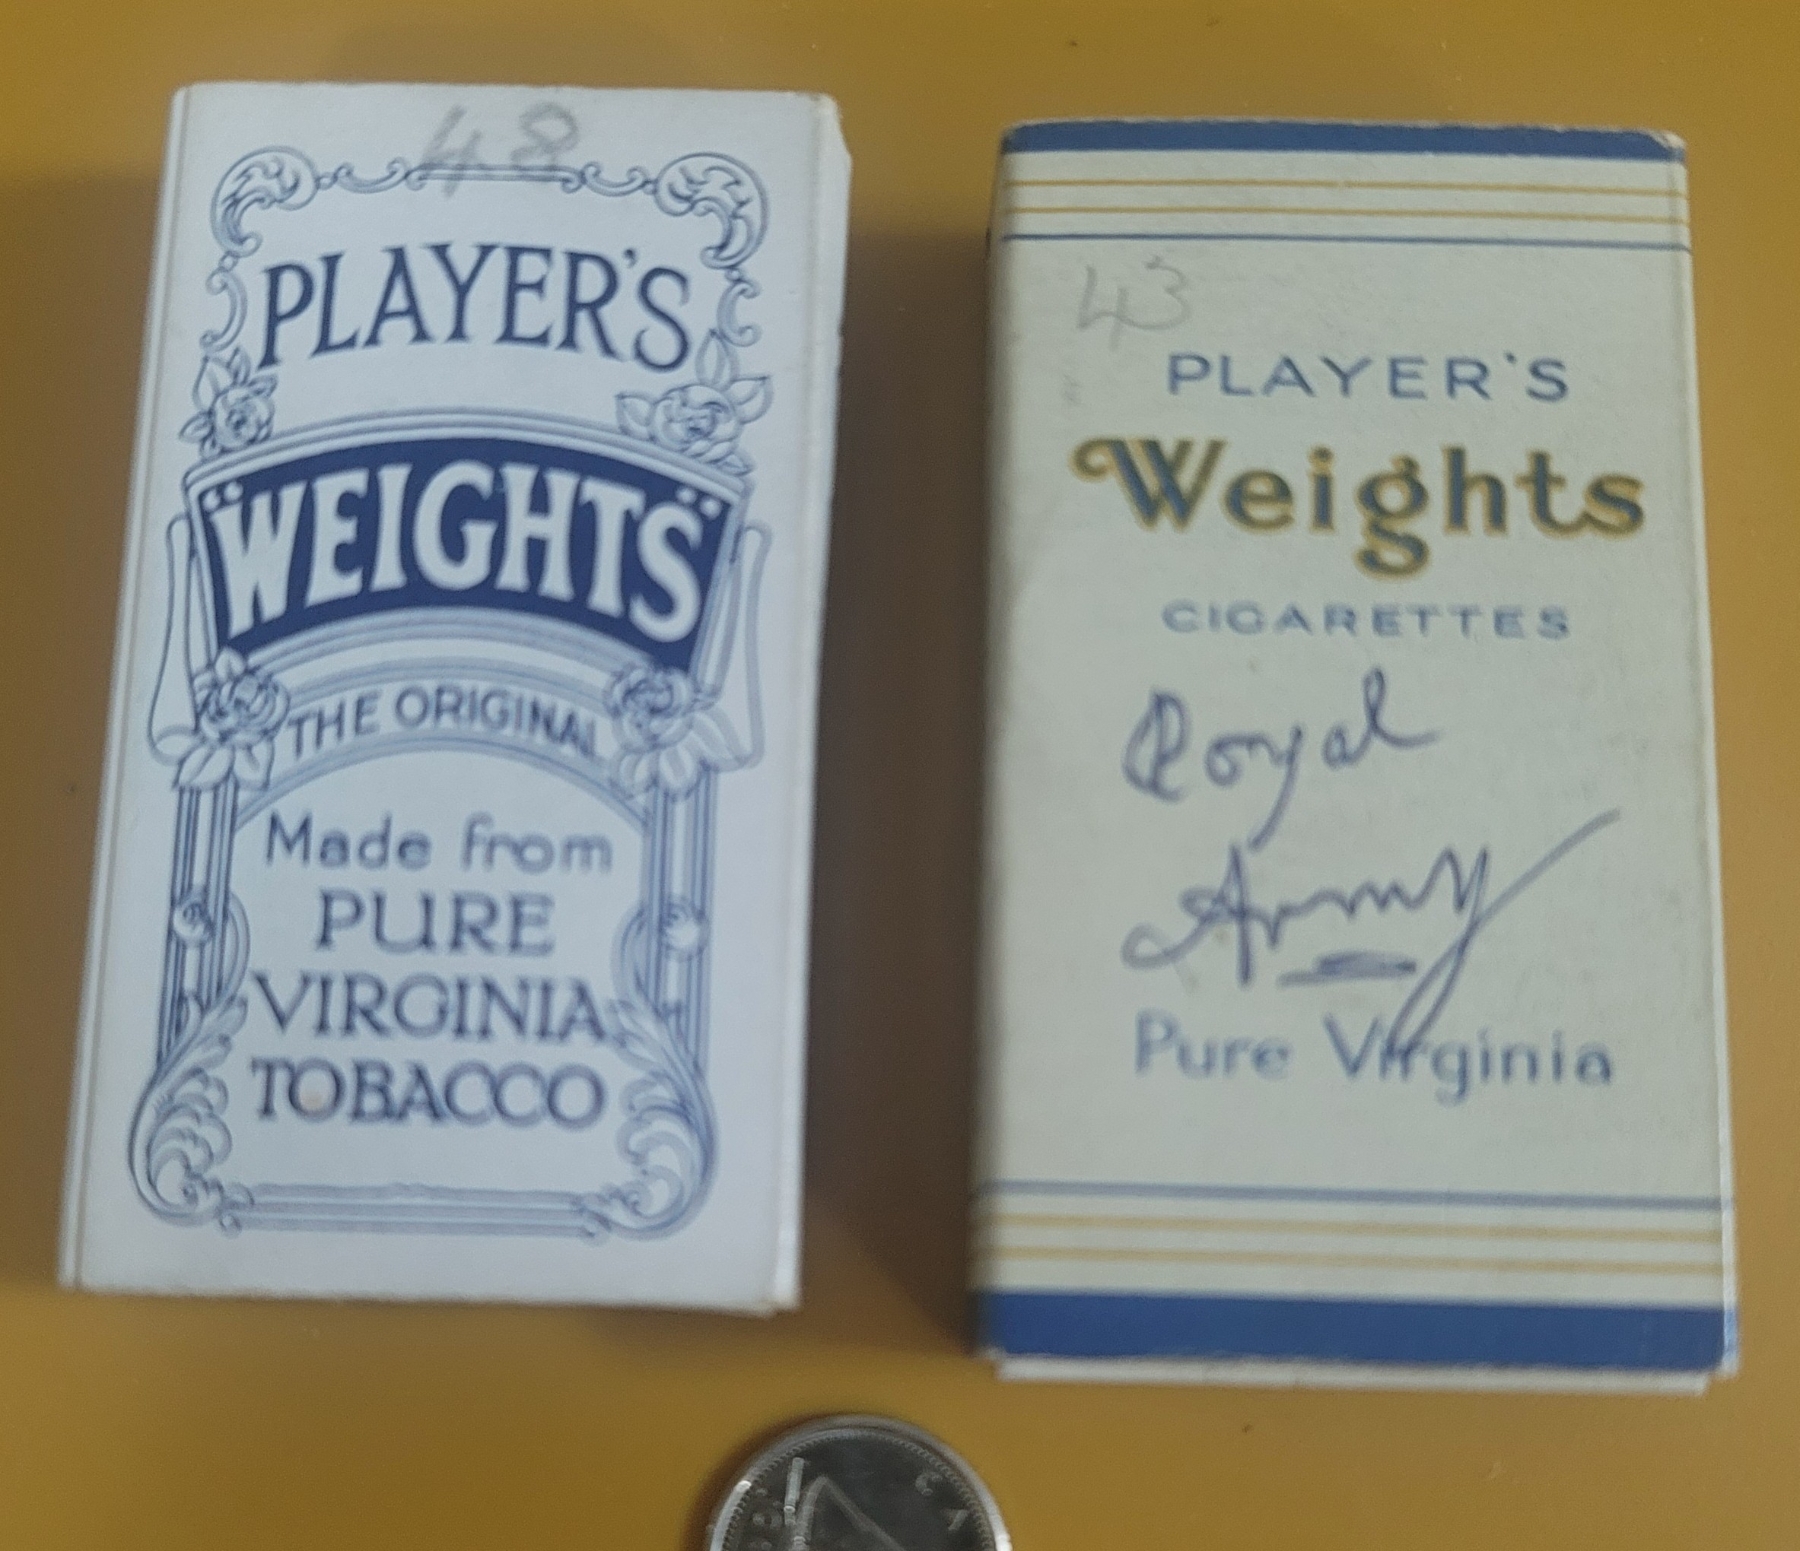 48
PLAYER'S
"WEIGHTS"
THE ORIGINAL
Made from
PURE
VIRGINIA
TOBACCO
43
PLAYER'S
Weights
CIGARETTES
Royal
Army
Pure Virginia